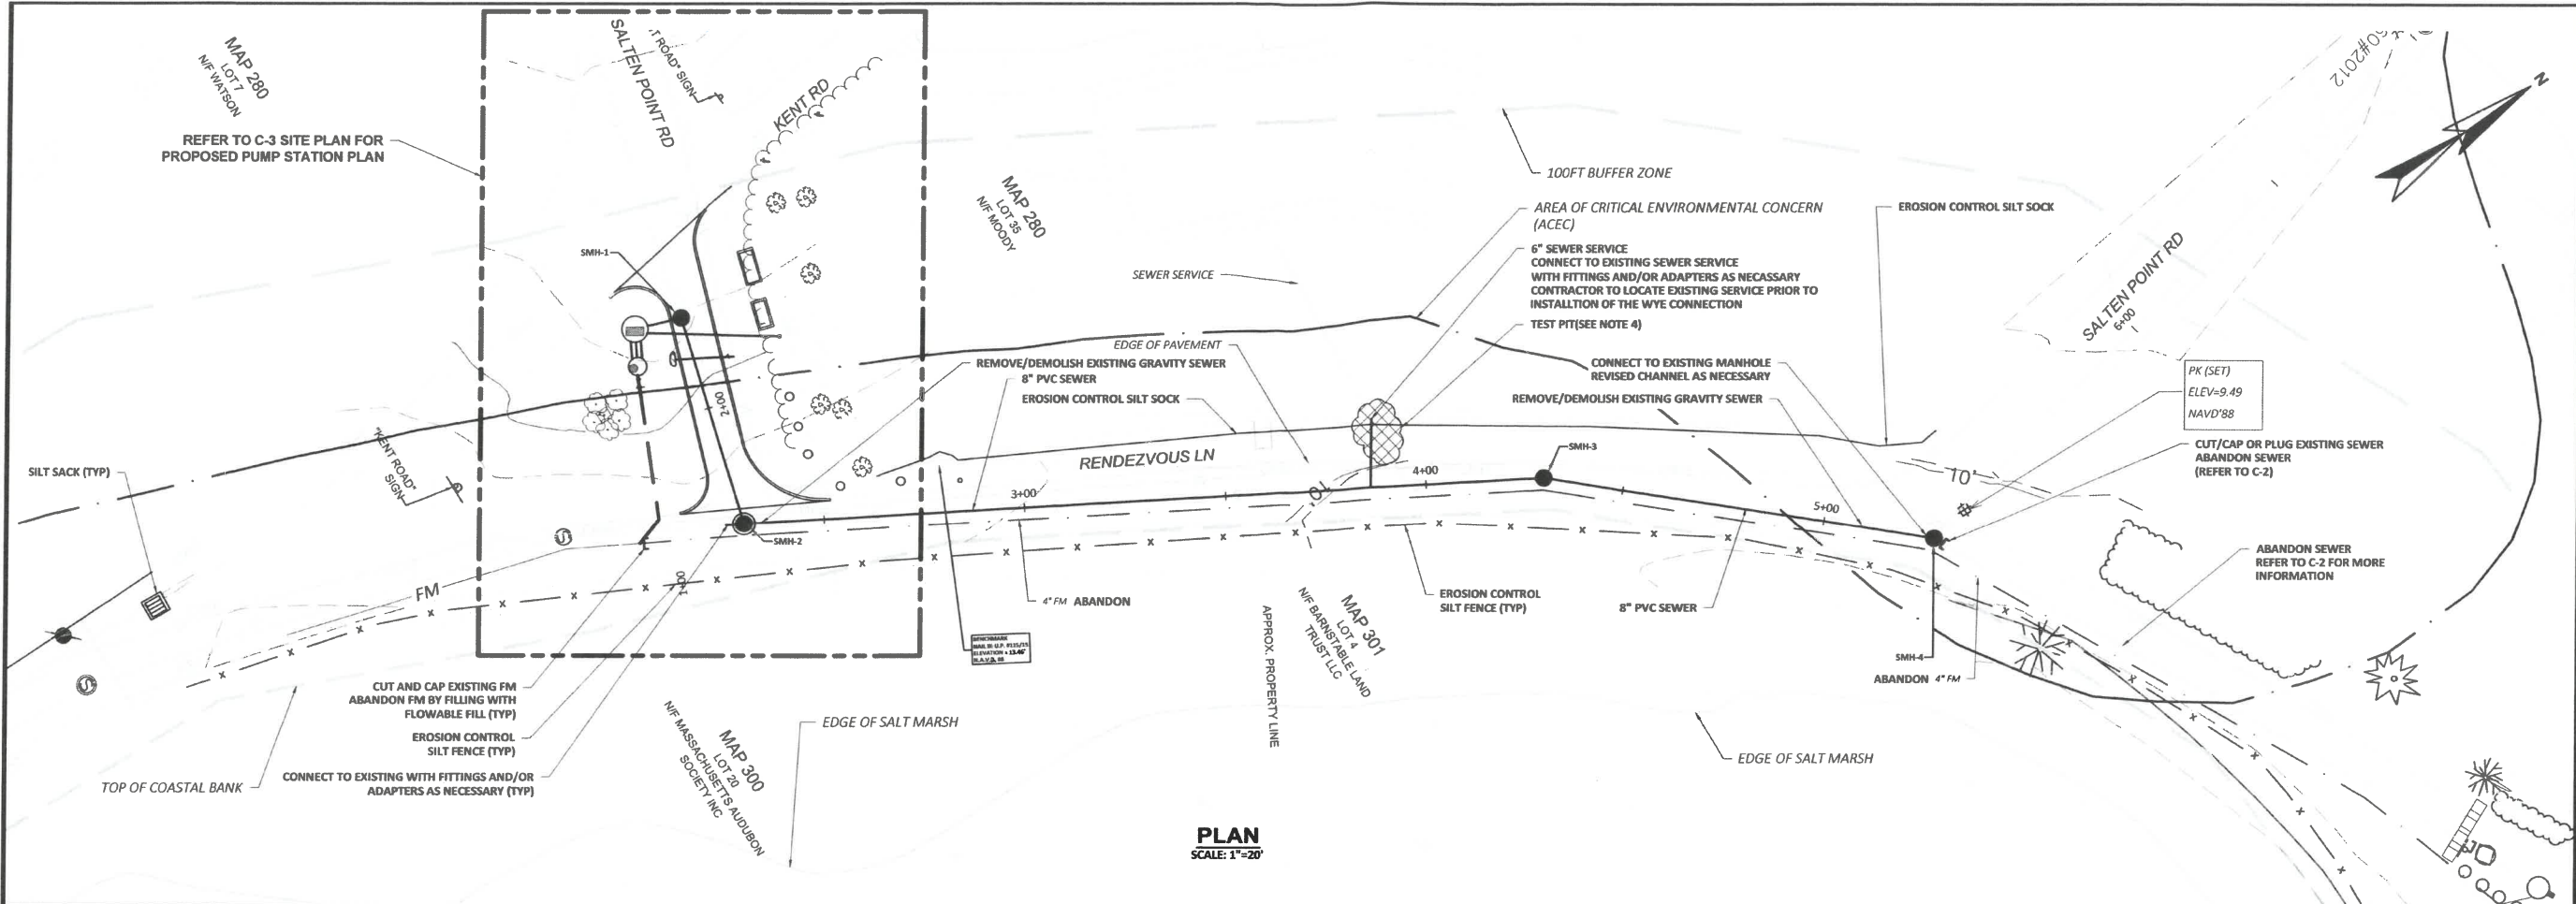 MAP 280
LOT 7
N/F WATSON
REFER TO C-3 SITE PLAN FOR
PROPOSED PUMP STATION PLAN
SALTEN POINT RD
T ROAD" SIGN
KENT RD
SMH-1
2+00
MAP 280
LOT 35
N/F MOODY
SEWER SERVICE
100FT BUFFER ZONE
AREA OF CRITICAL ENVIRONMENTAL CONCERN
(ACEC)
6" SEWER SERVICE
CONNECT TO EXISTING SEWER SERVICE
WITH FITTINGS AND/OR ADAPTERS AS NECASSARY
CONTRACTOR TO LOCATE EXISTING SERVICE PRIOR TO
INSTALLTION OF THE WYE CONNECTION
TEST PIT(SEE NOTE 4)
EROSION CONTROL SILT SOCK
60#2012
N
SALTEN POINT RD
6+00
EDGE OF PAVEMENT
REMOVE/DEMOLISH EXISTING GRAVITY SEWER
8" PVC SEWER
EROSION CONTROL SILT SOCK
CONNECT TO EXISTING MANHOLE
REVISED CHANNEL AS NECESSARY
REMOVE/DEMOLISH EXISTING GRAVITY SEWER
PK (SET)
ELEV=9.49
NAVD'88
CUT/CAP OR PLUG EXISTING SEWER
ABANDON SEWER
(REFER TO C-2)
SILT SACK (TYP)
"KENT ROAD"
SIGN
RENDEZVOUS LN
SMH-3
4+00
10'
3+00
10'
5+00
S
SMH-2
1+00
FM
4" FM ABANDON
EROSION CONTROL
SILT FENCE (TYP)
8" PVC SEWER
ABANDON SEWER
REFER TO C-2 FOR MORE
INFORMATION
BENCHMARK
ELEVATION = 13.46'
APPROX. PROPERTY LINE
MAP 301
LOT 4
N/F BARNSTABLE LAND
TRUST LLC
SMH-4
ABANDON 4" FM
S
CUT AND CAP EXISTING FM
ABANDON FM BY FILLING WITH
FLOWABLE FILL (TYP)
EROSION CONTROL
SILT FENCE (TYP)
CONNECT TO EXISTING WITH FITTINGS AND/OR
ADAPTERS AS NECESSARY (TYP)
TOP OF COASTAL BANK
MAP 300
LOT 20
N/F MASSACHUSETTS AUDUBON
SOCIETY INC
EDGE OF SALT MARSH
EDGE OF SALT MARSH
PLAN
SCALE: 1"=20'